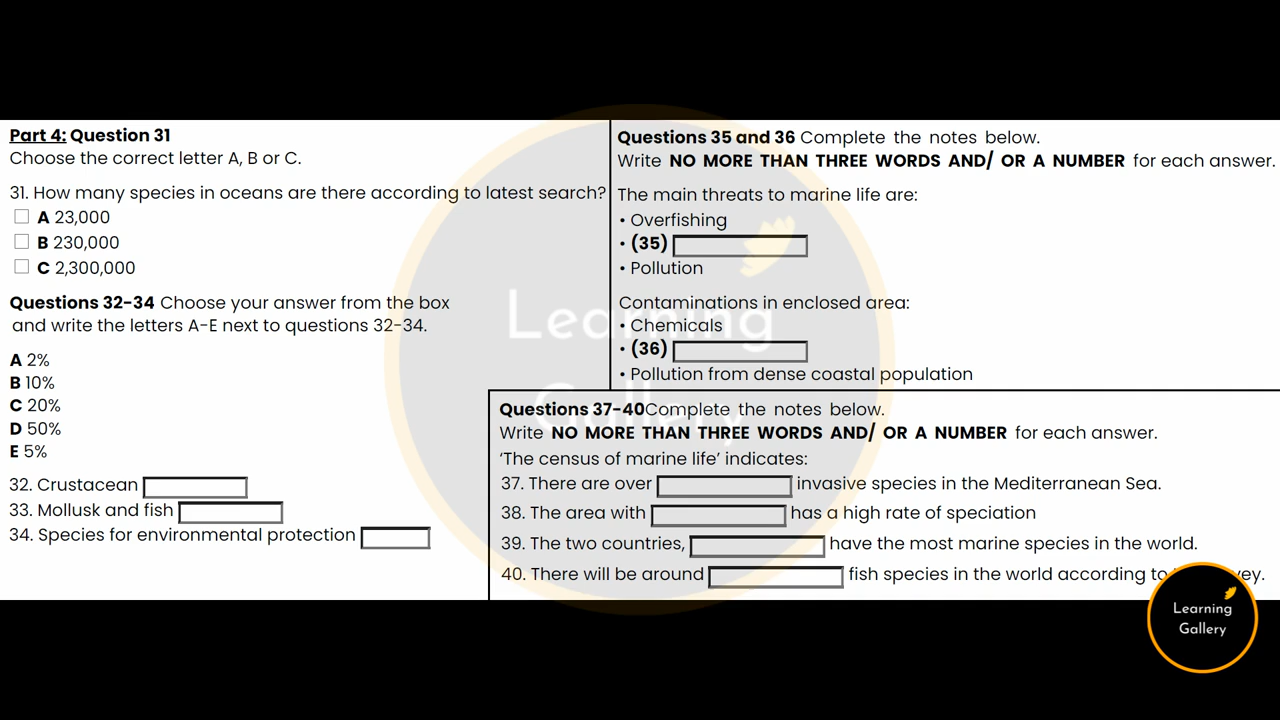 Part 4: Question 31
Choose the correct letter A, B or C.
31. How many species in oceans are there according to latest search?
A 23,000
B 230,000
C 2,300,000
Questions 32-34 Choose your answer from the box
and write the letters A-E next to questions 32-34.
A 2%
B 10%
C 20%
D 50%
E 5%
32. Crustacean
33. Mollusk and fish
34. Species for environmental protection
Questions 35 and 36 Complete the notes below.
Write NO MORE THAN THREE WORDS AND/ OR A NUMBER for each answer.
The main threats to marine life are:
• Overfishing
• (35)
• Pollution
Contaminations in enclosed area:
• Chemicals
• (36)
• Pollution from dense coastal population
Questions 37-40Complete the notes below.
Write NO MORE THAN THREE WORDS AND/ OR A NUMBER for each answer.
‘The census of marine life’ indicates:
37. There are over invasive species in the Mediterranean Sea.
38. The area with has a high rate of speciation
39. The two countries, have the most marine species in the world.
40. There will be around fish species in the world according to
Learning
Gallery
Learning
Gallery